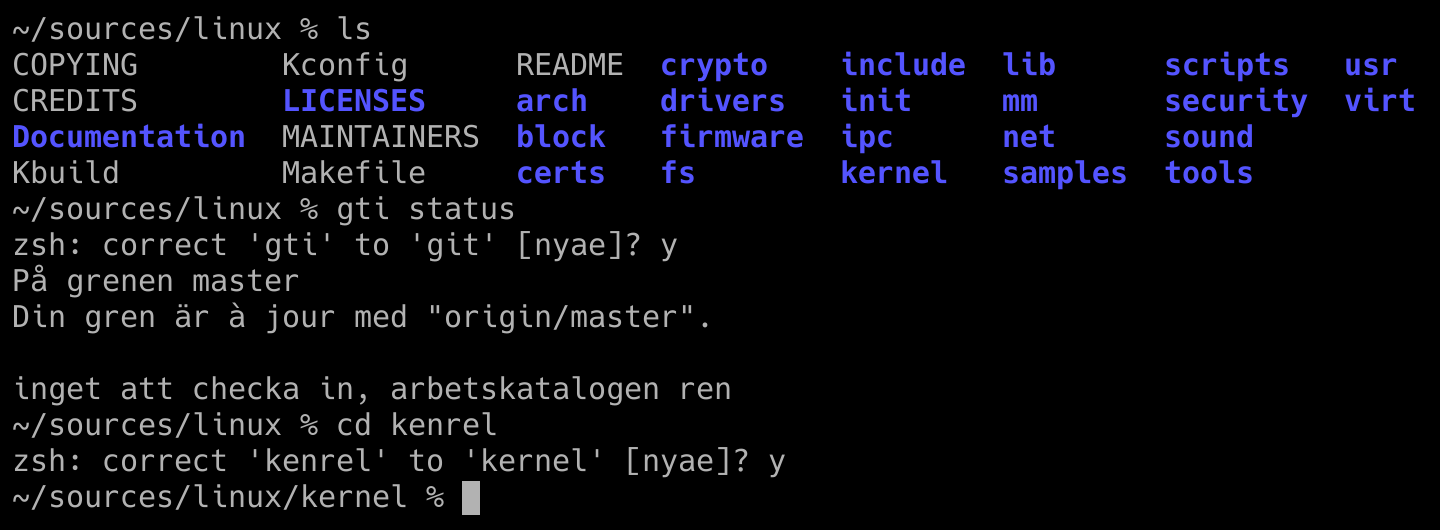 ~/sources/linux % ls
COPYING        Kconfig      README  crypto    include  lib      scripts   usr
CREDITS        LICENSES     arch    drivers   init     mm       security  virt
Documentation  MAINTAINERS  block   firmware  ipc      net      sound
Kbuild         Makefile     certs   fs        kernel   samples  tools
~/sources/linux % gti status
zsh: correct 'gti' to 'git' [nyae]? y
På grenen master
Din gren är à jour med "origin/master".

inget att checka in, arbetskatalogen ren
~/sources/linux % cd kenrel
zsh: correct 'kenrel' to 'kernel' [nyae]? y
~/sources/linux/kernel %